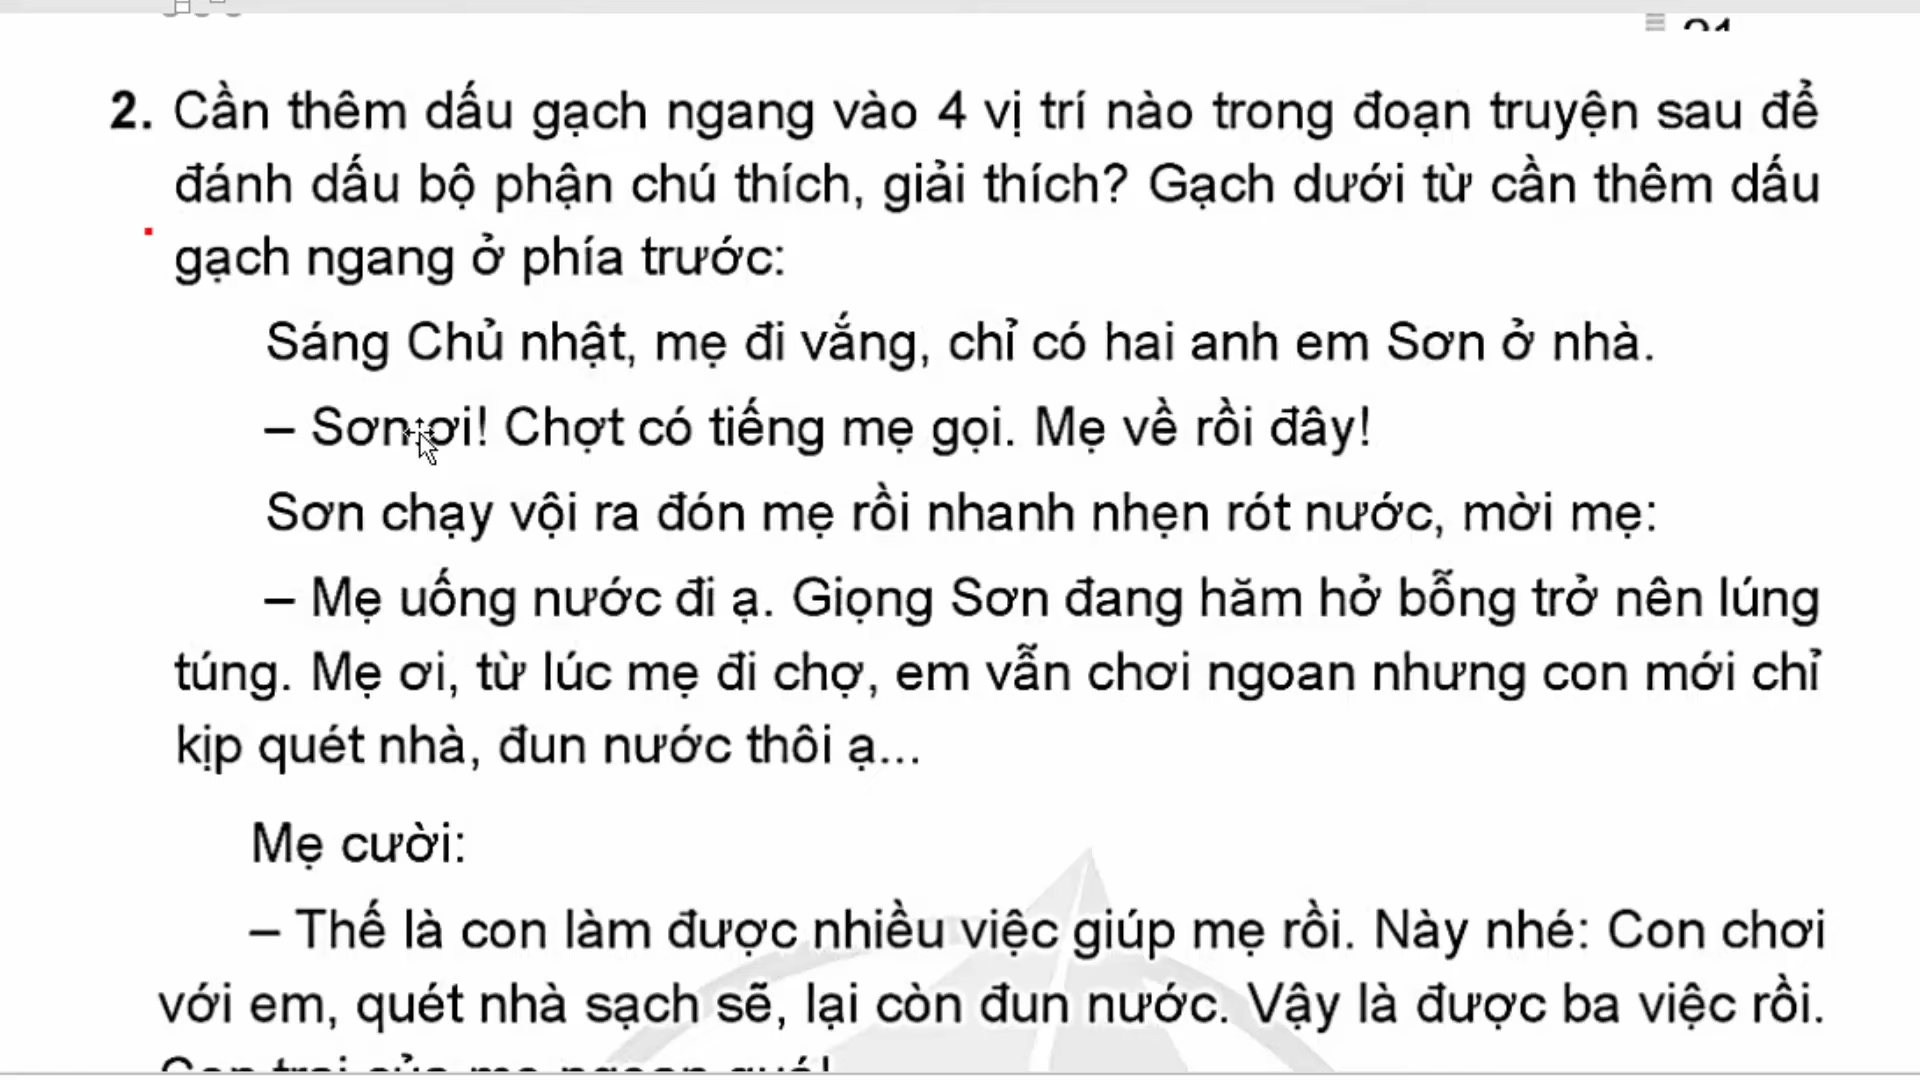 2. Cần thêm dấu gạch ngang vào 4 vị trí nào trong đoạn truyện sau để
đánh dấu bộ phận chú thích, giải thích? Gạch dưới từ cần thêm dấu
gạch ngang ở phía trước:
Sáng Chủ nhật, mẹ đi vắng, chỉ có hai anh em Sơn ở nhà.
– Sơn ơi! Chợt có tiếng mẹ gọi. Mẹ về rồi đây!
Sơn chạy vội ra đón mẹ rồi nhanh nhẹn rót nước, mời mẹ:
– Mẹ uống nước đi ạ. Giọng Sơn đang hăm hở bỗng trở nên lúng
túng. Mẹ ơi, từ lúc mẹ đi chợ, em vẫn chơi ngoan nhưng con mới chỉ
kịp quét nhà, đun nước thôi ạ...
Mẹ cười:
– Thế là con làm được nhiều việc giúp mẹ rồi. Này nhé: Con chơi
với em, quét nhà sạch sẽ, lại còn đun nước. Vậy là được ba việc rồi.
Con trai của mẹ ngoan quá!